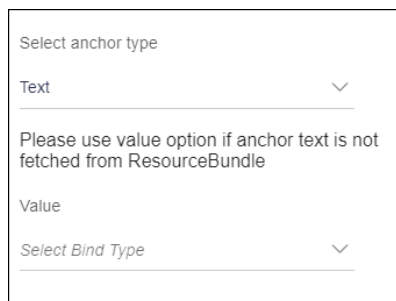 Select anchor type
Text
Please use value option if anchor text is not
fetched from ResourceBundle
Value
Select Bind Type